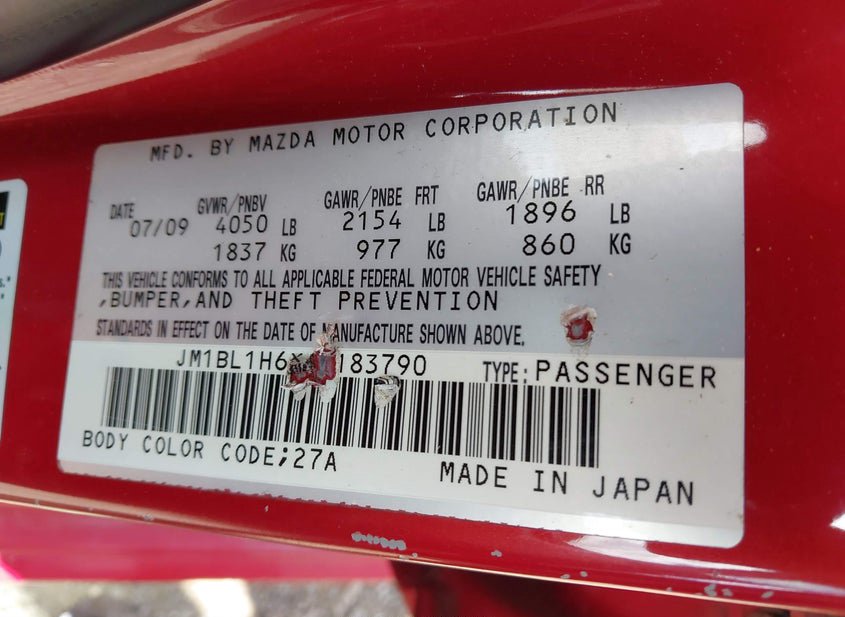 MFD. BY MAZDA MOTOR CORPORATION
DATE GVWR/PNBV GAWR/PNBE FRT GAWR/PNBE RR
07/09 4050 LB 2154 LB 1896 LB
1837 KG 977 KG 860 KG
THIS VEHICLE CONFORMS TO ALL APPLICABLE FEDERAL MOTOR VEHICLE SAFETY
,BUMPER,AND THEFT PREVENTION
STANDARDS IN EFFECT ON THE DATE OF MANUFACTURE SHOWN ABOVE.
TYPE:PASSENGER
BODY COLOR CODE;27A
MADE IN JAPAN